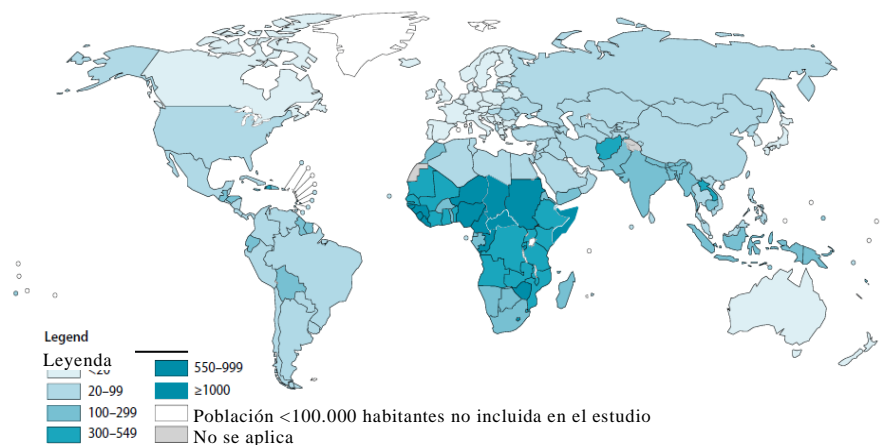 Legend
Leyenda
<20
20–99
100–299
300–549
550–999
≥1000
Población <100.000 habitantes no incluida en el estudio
No se aplica